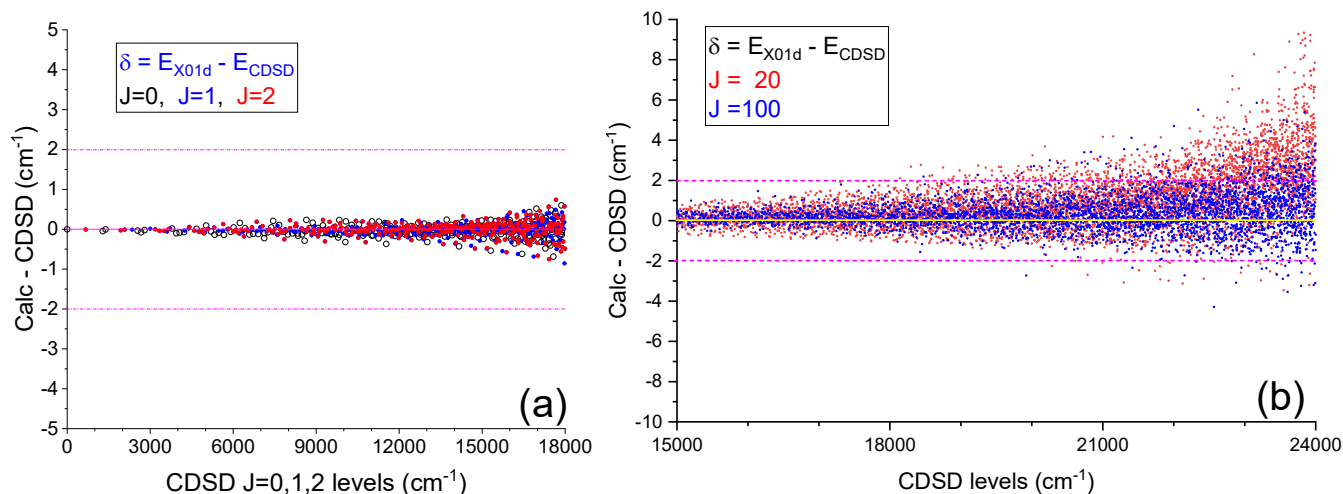 5
4
3
2
1
0
-1
-2
-3
-4
-5
Calc - CDSD (cm⁻¹)
δ = E_X01d - E_CDSD
J=0, J=1, J=2
(a)
0 3000 6000 9000 12000 15000 18000
CDSD J=0,1,2 levels (cm⁻¹)
10
8
6
4
2
0
-2
-4
-6
-8
-10
Calc - CDSD (cm⁻¹)
δ = E_X01d - E_CDSD
J = 20
J =100
(b)
15000 18000 21000 24000
CDSD levels (cm⁻¹)